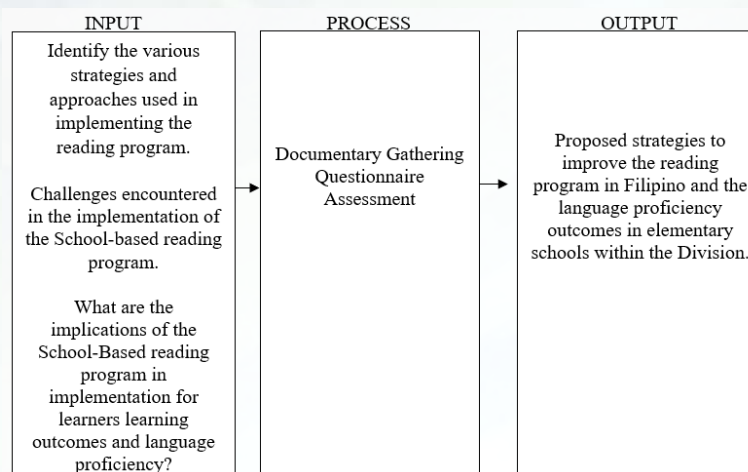 INPUT
Identify the various
strategies and
approaches used in
implementing the
reading program.
Challenges encountered
in the implementation of
the School-based reading
program.
What are the
implications of the
School-Based reading
program in
implementation for
learners learning
outcomes and language
proficiency?
PROCESS
Documentary Gathering
Questionnaire
Assessment
OUTPUT
Proposed strategies to
improve the reading
program in Filipino and the
language proficiency
outcomes in elementary
schools within the Division.